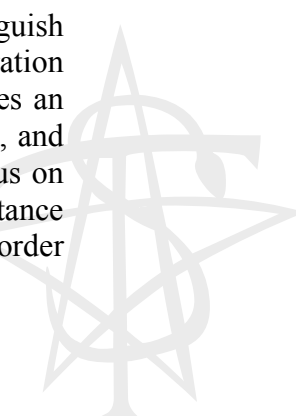 guish
ation
es an
, and
us on
tance
order